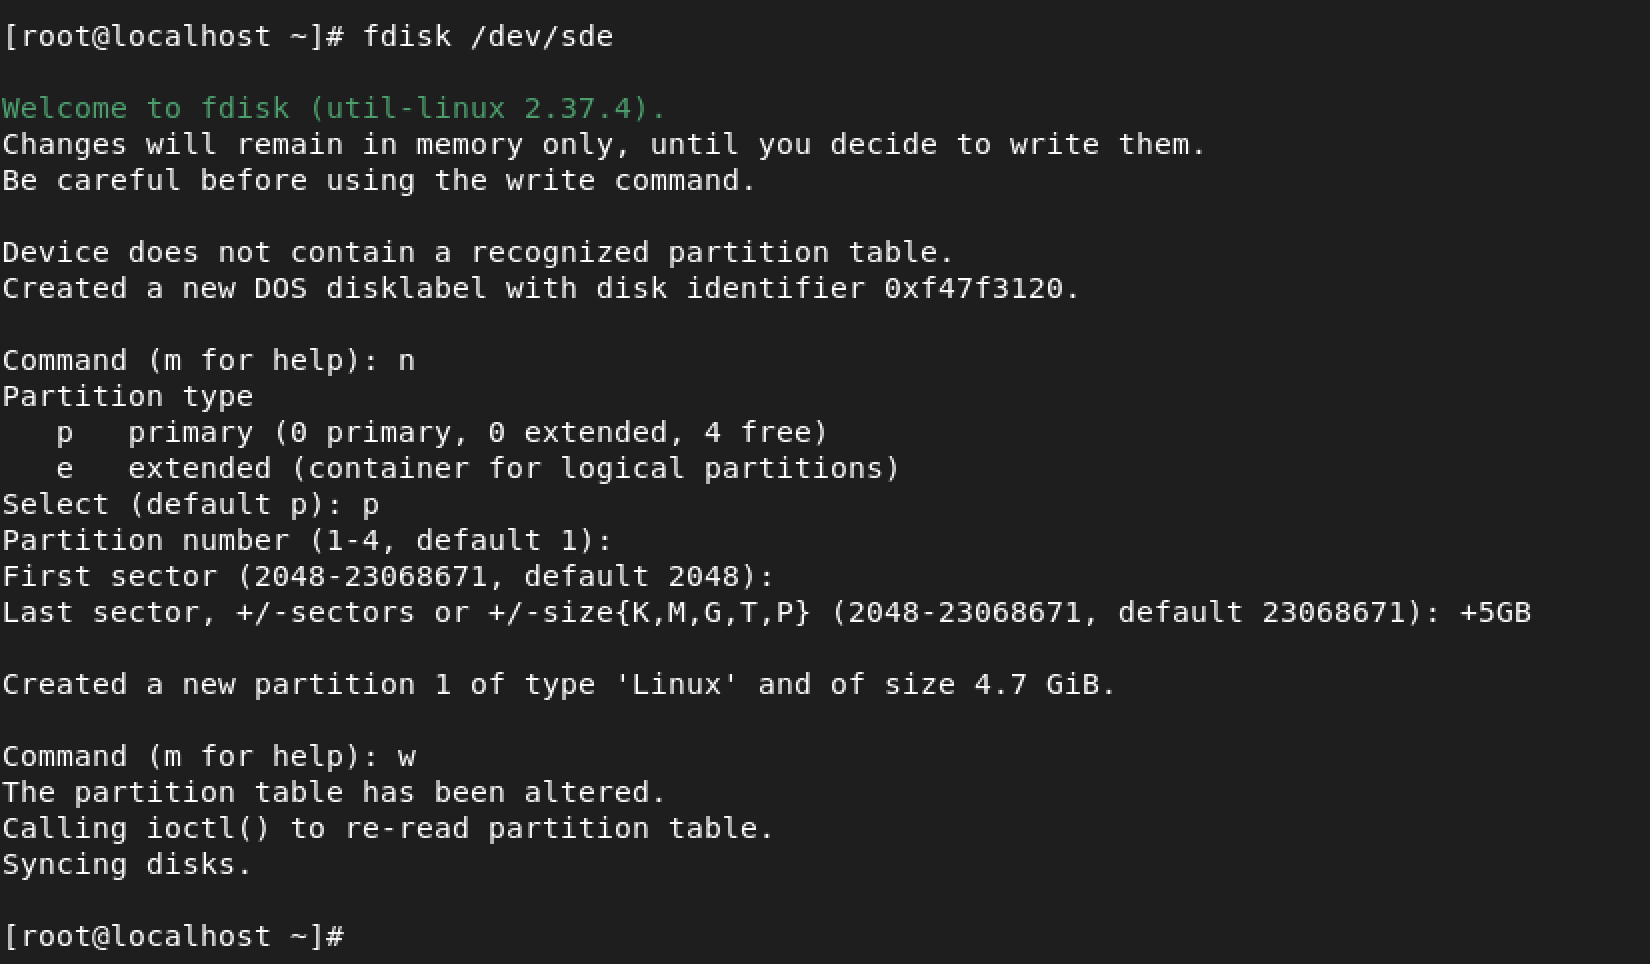 [root@localhost ~]# fdisk /dev/sde
Welcome to fdisk (util-linux 2.37.4).
Changes will remain in memory only, until you decide to write them.
Be careful before using the write command.
Device does not contain a recognized partition table.
Created a new DOS disklabel with disk identifier 0xf47f3120.
Command (m for help): n
Partition type
   p   primary (0 primary, 0 extended, 4 free)
   e   extended (container for logical partitions)
Select (default p): p
Partition number (1-4, default 1):
First sector (2048-23068671, default 2048):
Last sector, +/-sectors or +/-size{K,M,G,T,P} (2048-23068671, default 23068671): +5GB
Created a new partition 1 of type 'Linux' and of size 4.7 GiB.
Command (m for help): w
The partition table has been altered.
Calling ioctl() to re-read partition table.
Syncing disks.
[root@localhost ~]#